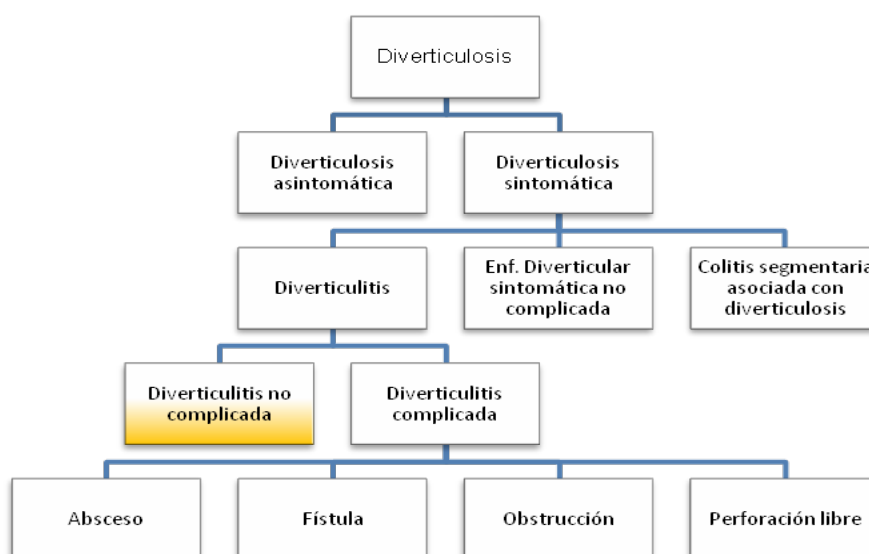 Diverticulosis
Diverticulosis
asintomática
Diverticulosis
sintomática
Diverticulitis
Enf. Diverticular
sintomática no
complicada
Colitis segmentaria
asociada con
diverticulosis
Diverticulitis no
complicada
Diverticulitis
complicada
Absceso
Fístula
Obstrucción
Perforación libre